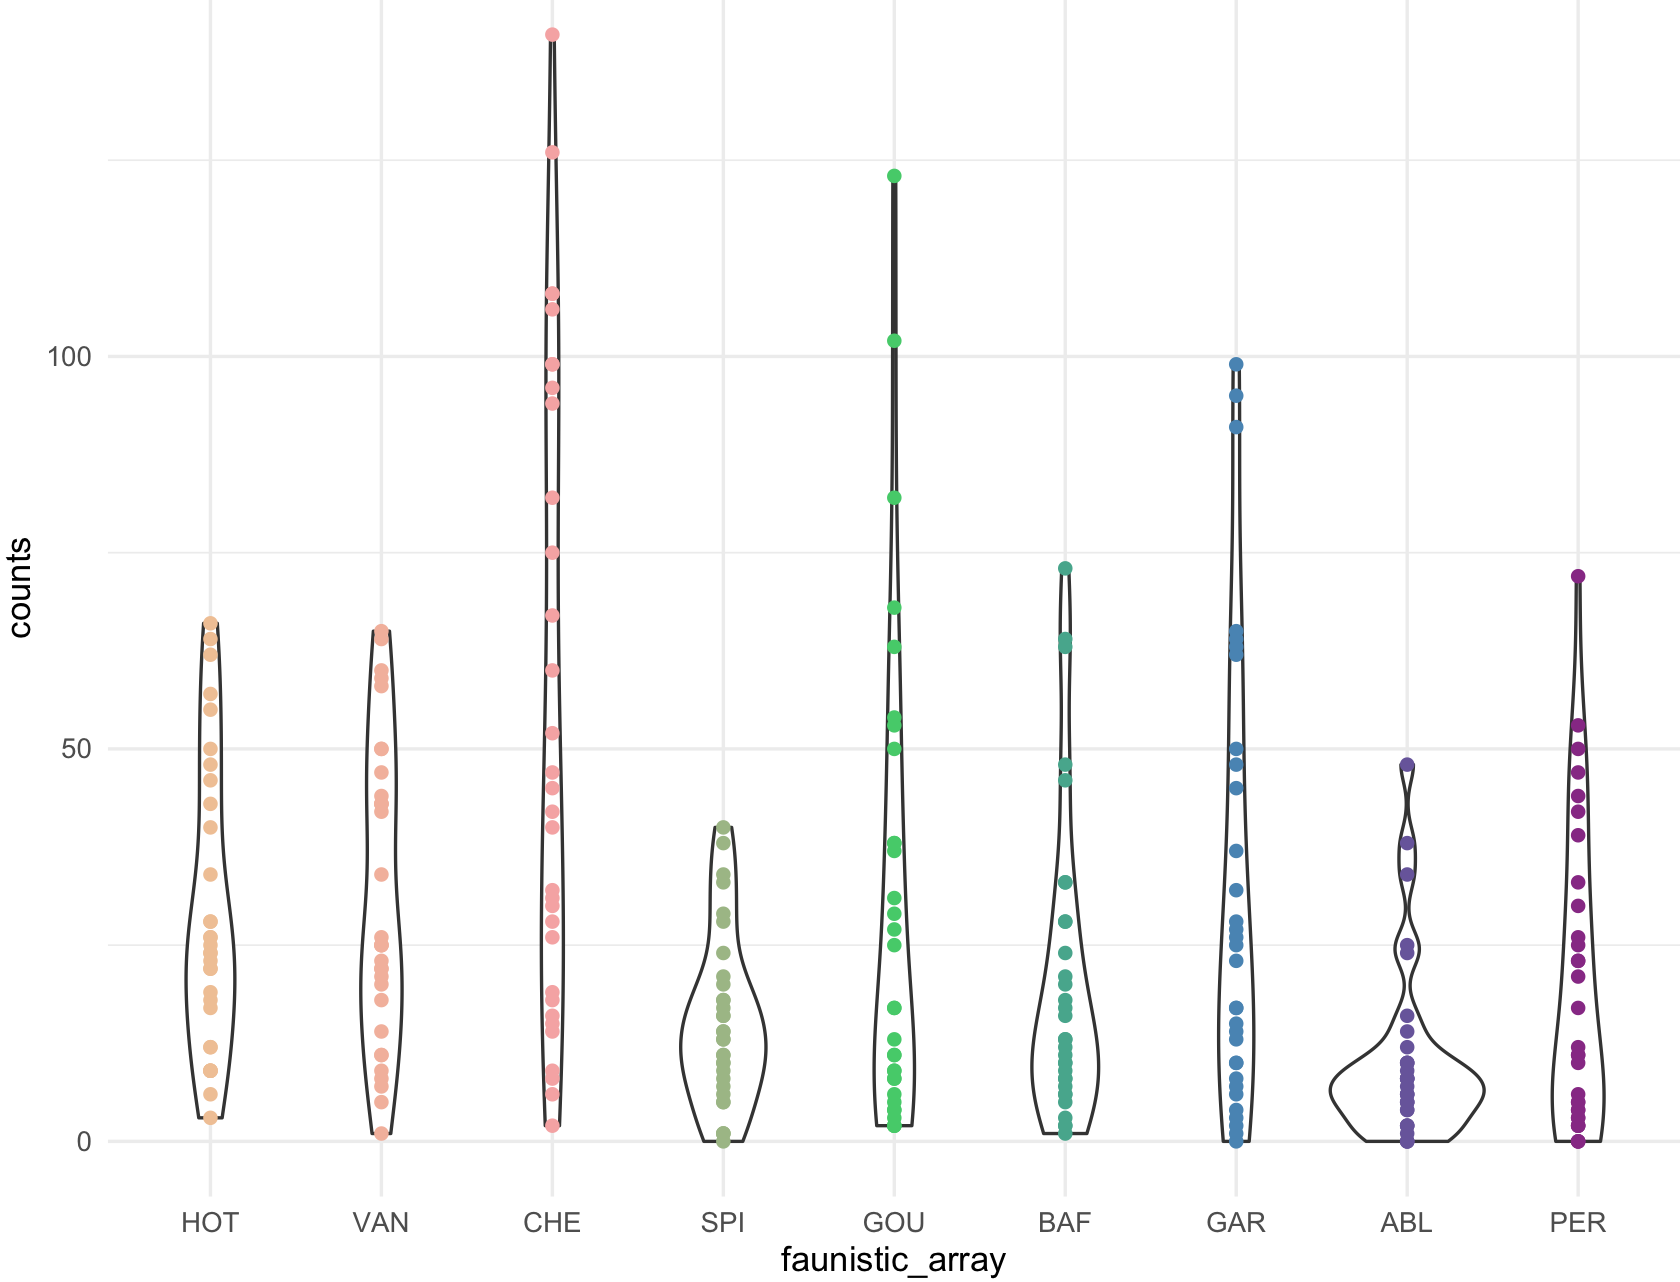 counts
100
50
0
HOT VAN CHE SPI GOU BAF GAR ABL PER
faunistic_array